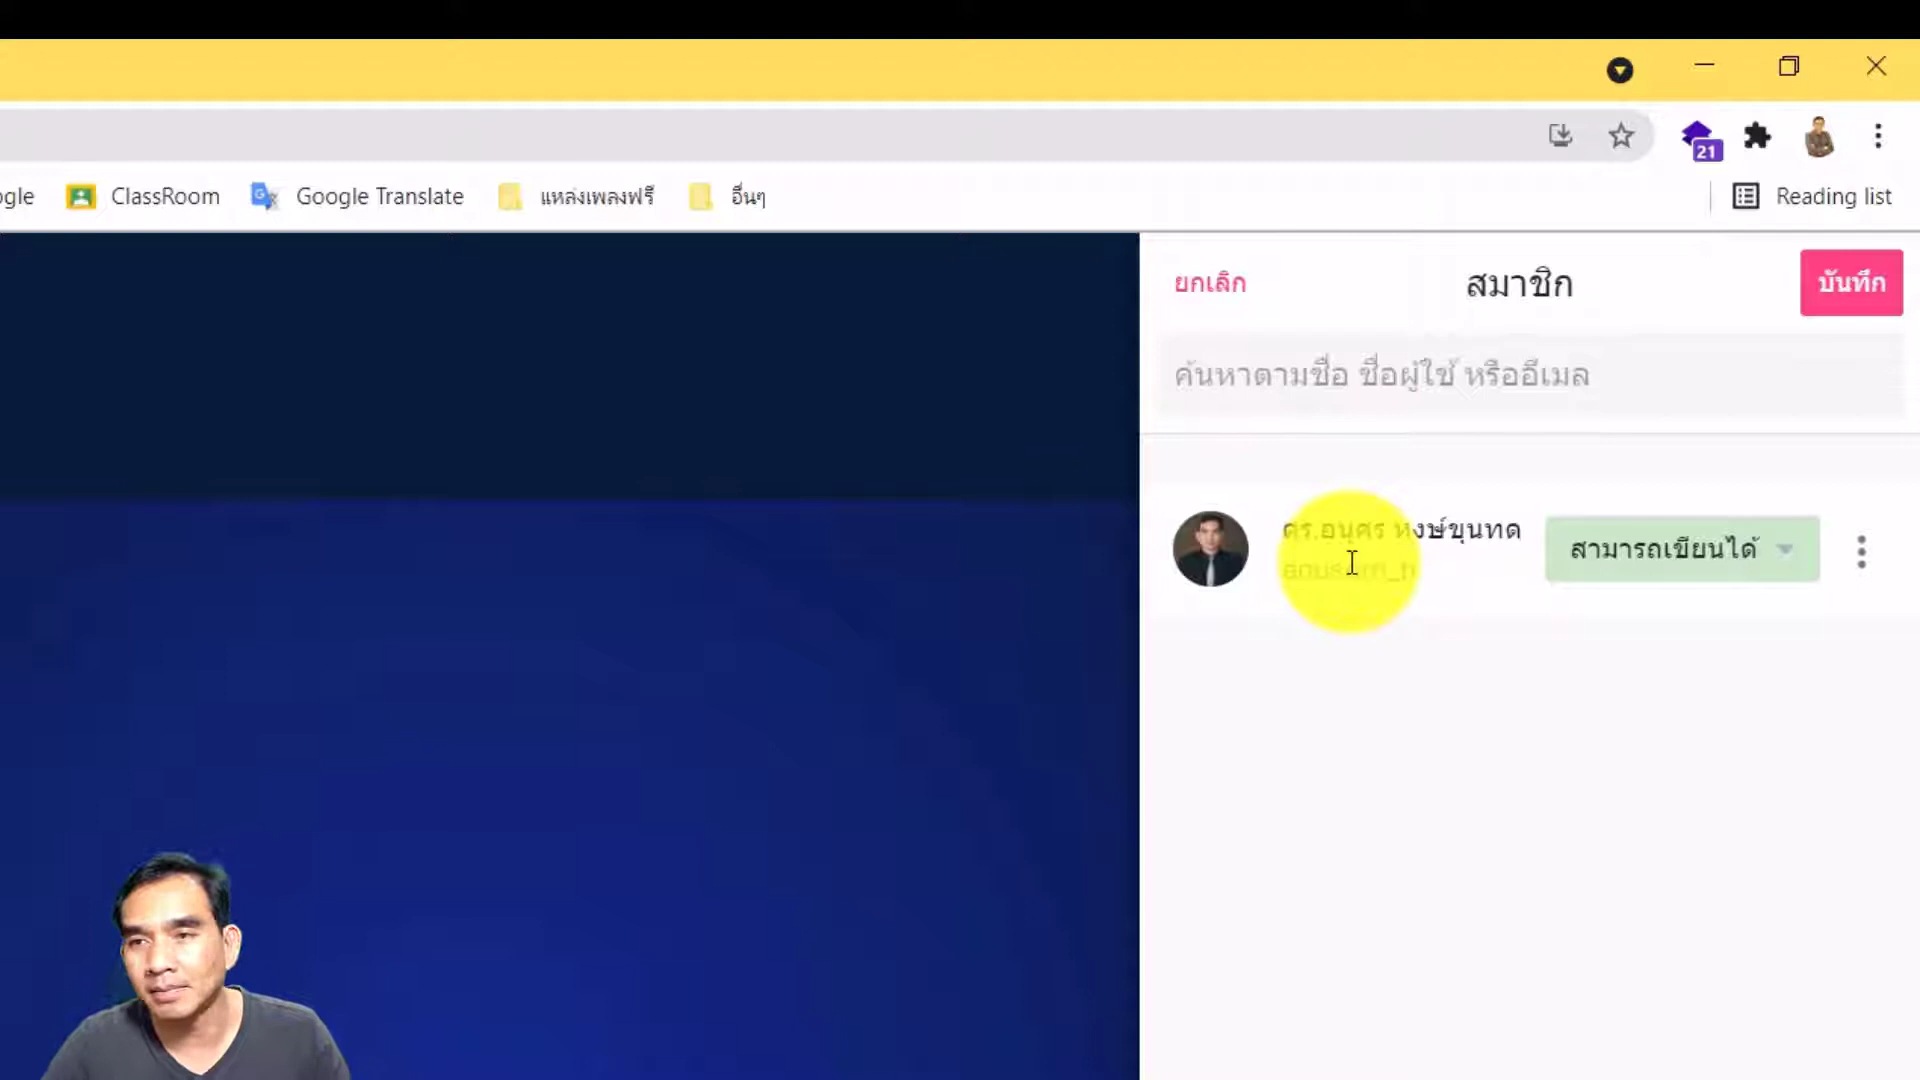 21
ClassRoom
Google Translate
แหล่งเพลงฟรี
อื่นๆ
Reading list
ยกเลิก
สมาชิก
บันทึก
ค้นหาตามชื่อ ชื่อผู้ใช้ หรืออีเมล
ดร.อนุศร หงษ์ขุนทด
สามารถเขียนได้